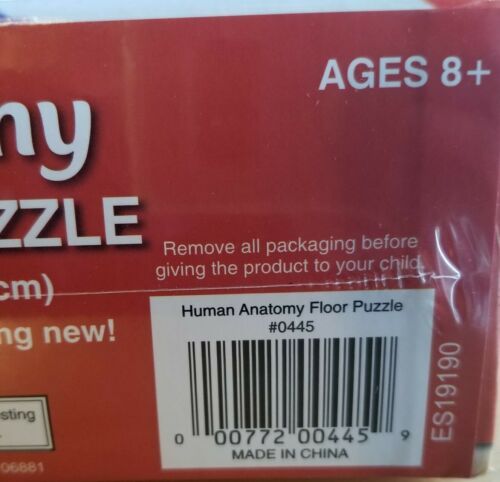 AGES 8+
my
ZZLE
Remove all packaging before
giving the product to your child.
cm)
ng new!
Human Anatomy Floor Puzzle
#0445
0 00772 00445 9
MADE IN CHINA
ES19190
sting
06881